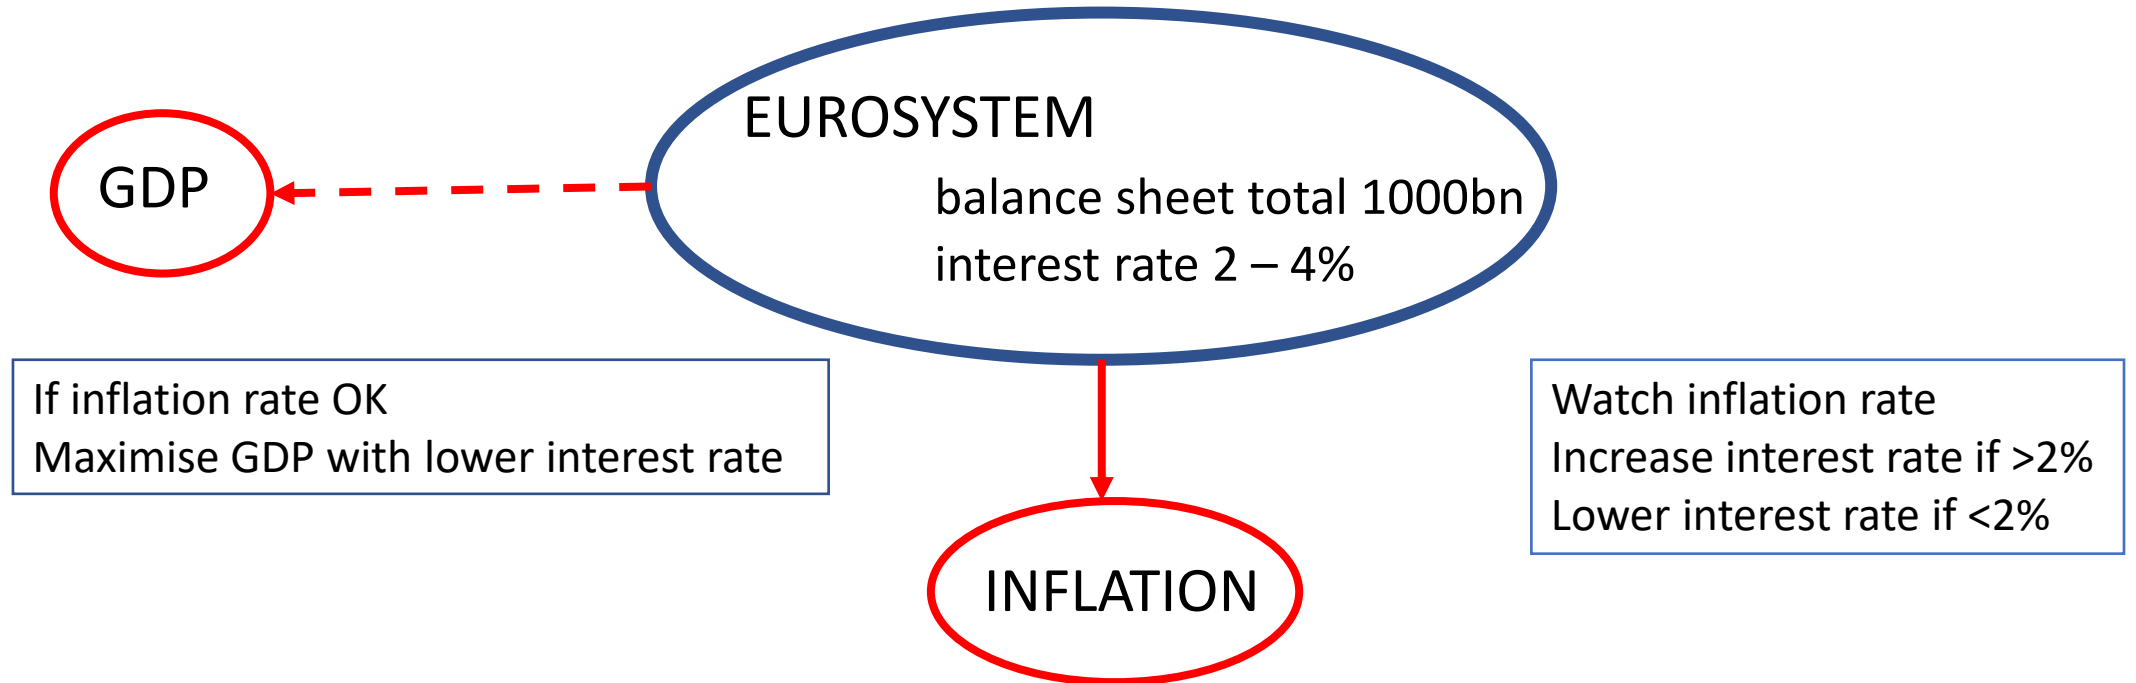 EUROSYSTEM
balance sheet total 1000bn
interest rate 2 – 4%
GDP
If inflation rate OK
Maximise GDP with lower interest rate
Watch inflation rate
Increase interest rate if >2%
Lower interest rate if <2%
INFLATION